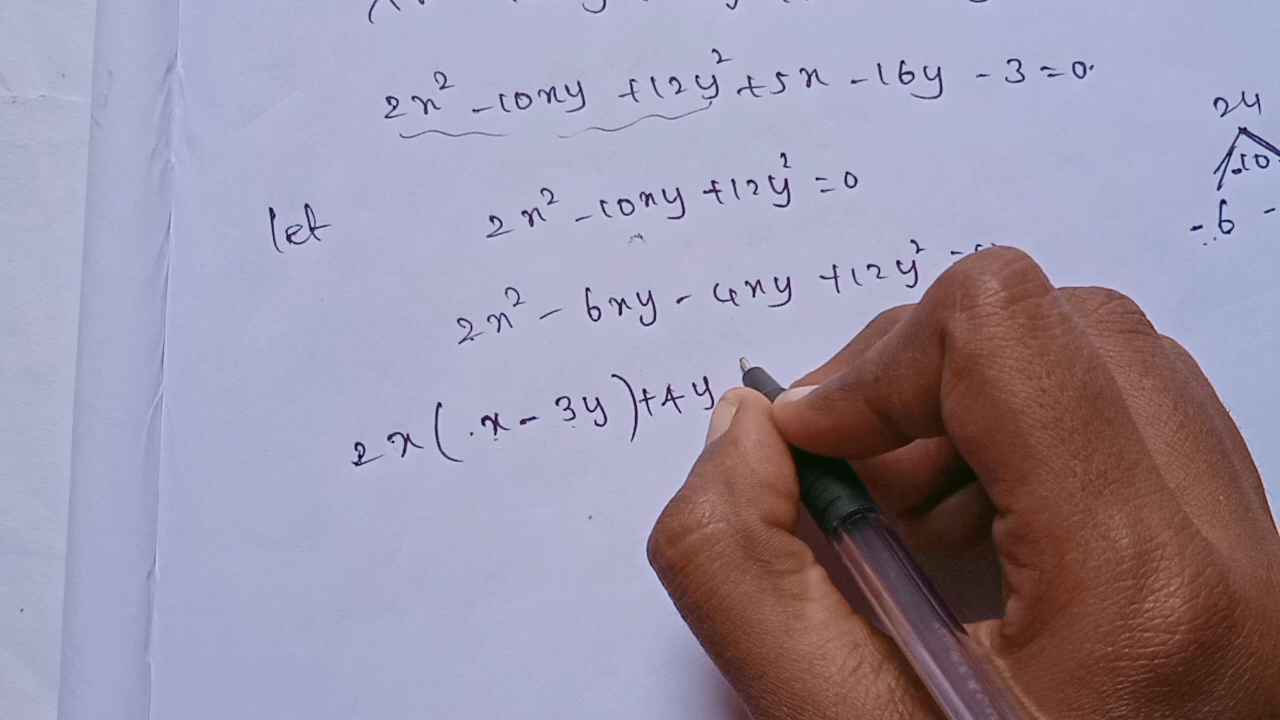 2x² - 10xy + 12y² + 5x - 16y - 3 = 0.
24
10
- 6 -
let 2x² - 10xy + 12y² = 0
2x² - 6xy - 4xy + 12y² =
2x(x - 3y) + 4y